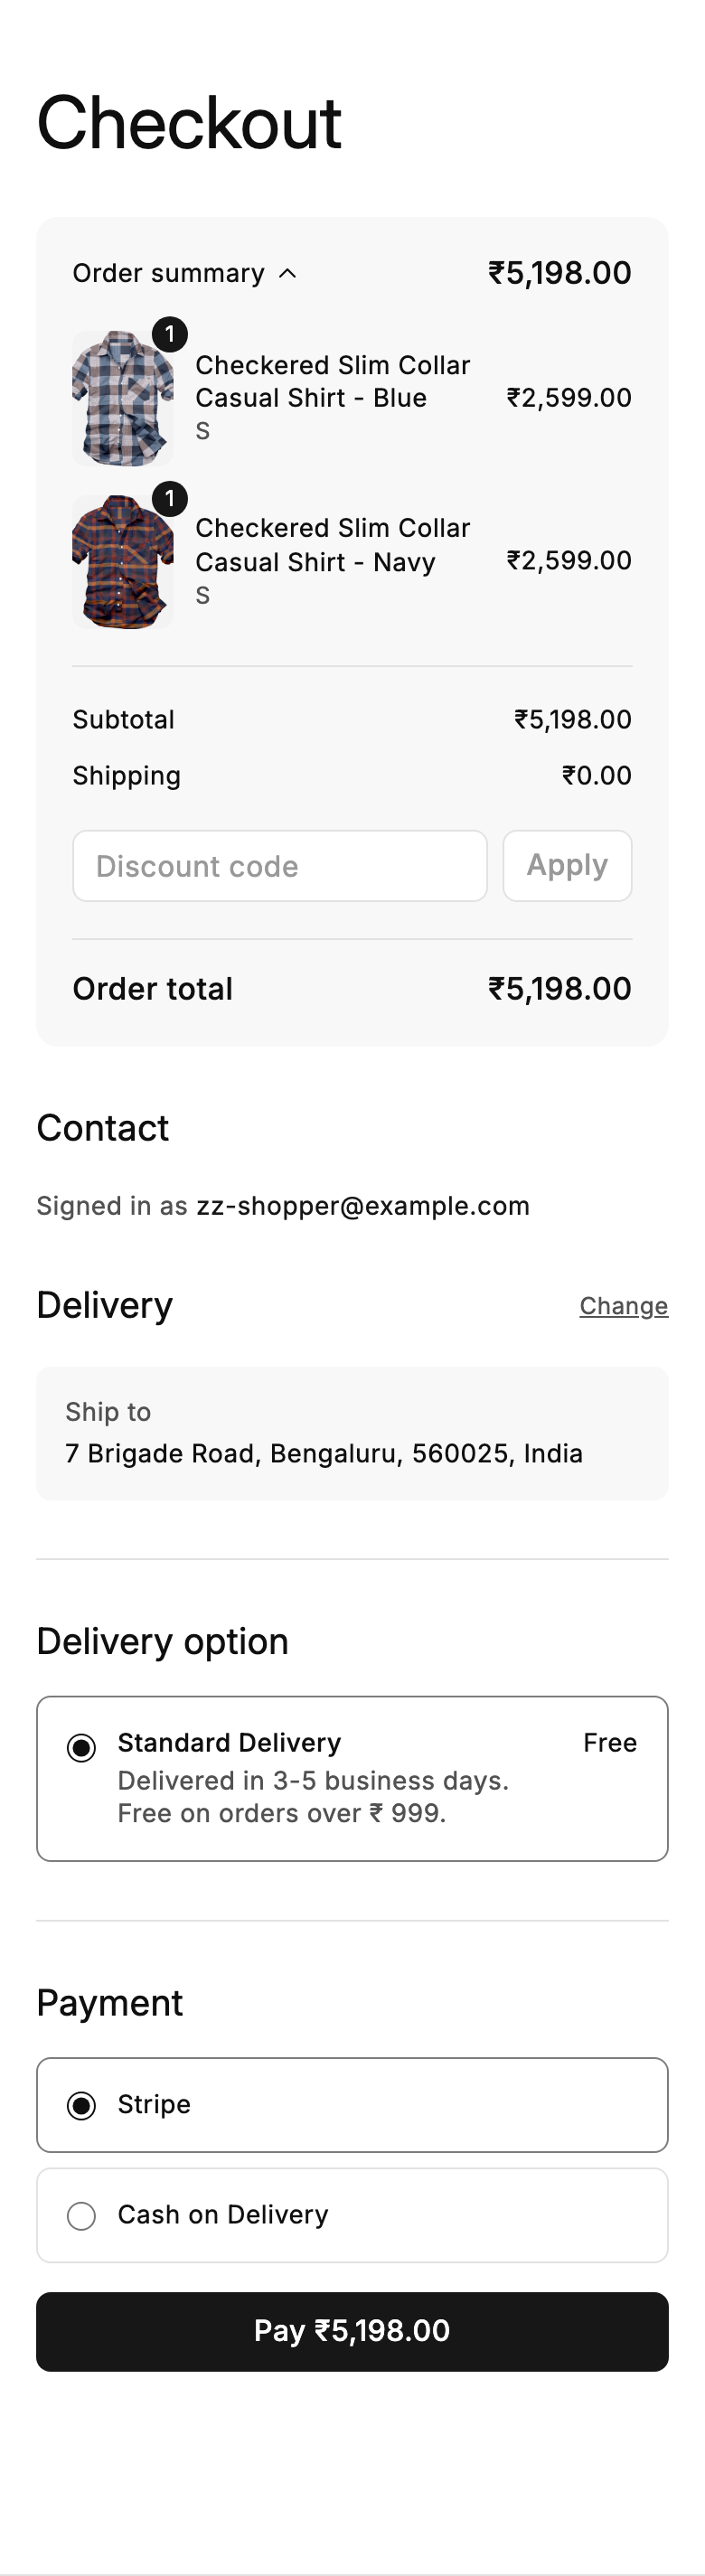 Checkout
Order summary
₹5,198.00
1
Checkered Slim Collar
Casual Shirt - Blue
₹2,599.00
S
1
Checkered Slim Collar
Casual Shirt - Navy
₹2,599.00
S
Subtotal ₹5,198.00
Shipping ₹0.00
Discount code
Apply
Order total ₹5,198.00
Contact
Signed in as zz-shopper@example.com
Delivery
Change
Ship to
7 Brigade Road, Bengaluru, 560025, India
Delivery option
Standard Delivery
Free
Delivered in 3-5 business days.
Free on orders over ₹ 999.
Payment
Stripe
Cash on Delivery
Pay ₹5,198.00